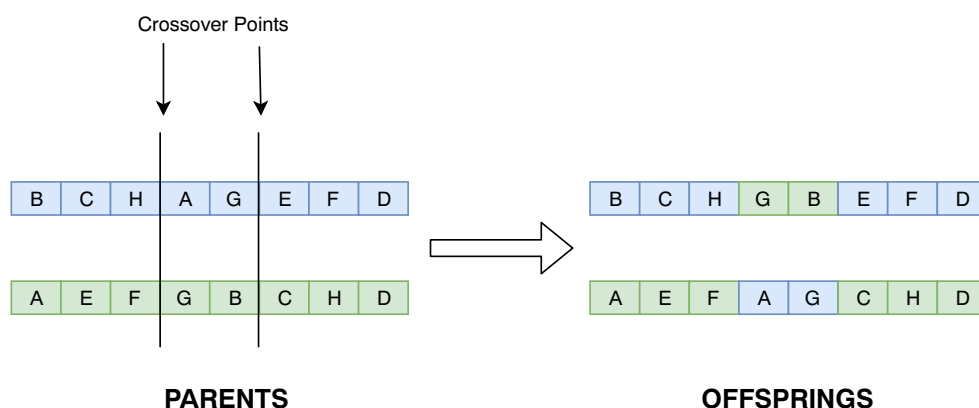 Crossover Points
B C H A G E F D
B C H G B E F D
A E F G B C H D
A E F A G C H D
PARENTS
OFFSPRINGS